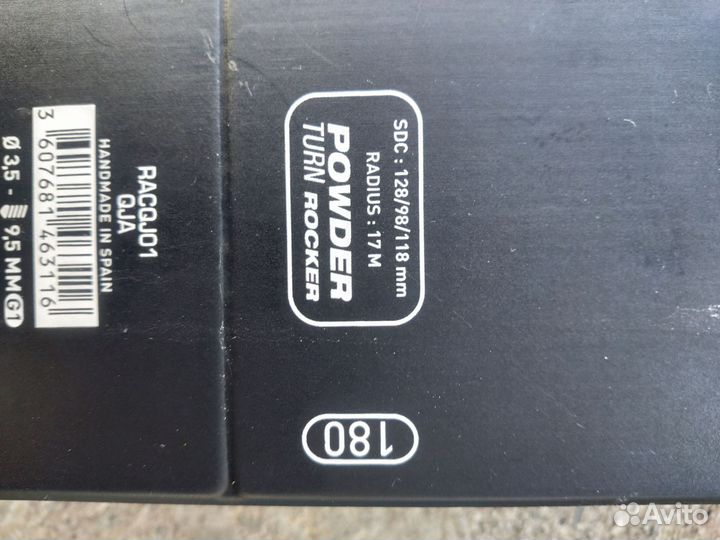 SDC : 128/98/118 mm
RADIUS : 17 M
POWDER
TURN ROCKER
180
RACQJ01
QJA
HANDMADE IN SPAIN
3 607681 463116
Ø 3,5 - 9,5 MM G1
Avito